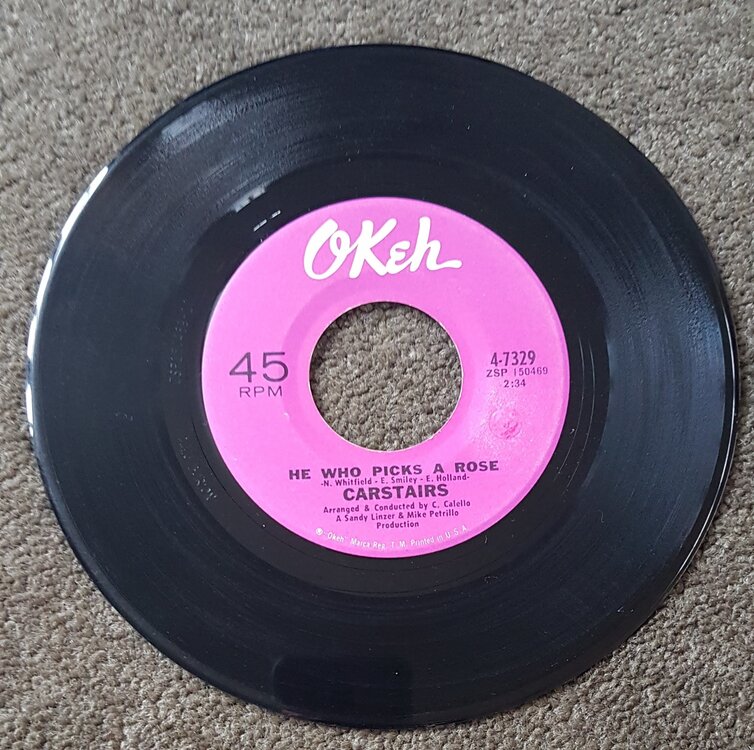 OKeh
45
RPM
4-7329
ZSP 150469
2:34
HE WHO PICKS A ROSE
-N. Whitfield - E. Smiley - E. Holland-
CARSTAIRS
Arranged & Conducted by C. Calello
A Sandy Linzer & Mike Petrillo
Production
® "Okeh" Marca Reg. T. M. Printed in U.S.A.